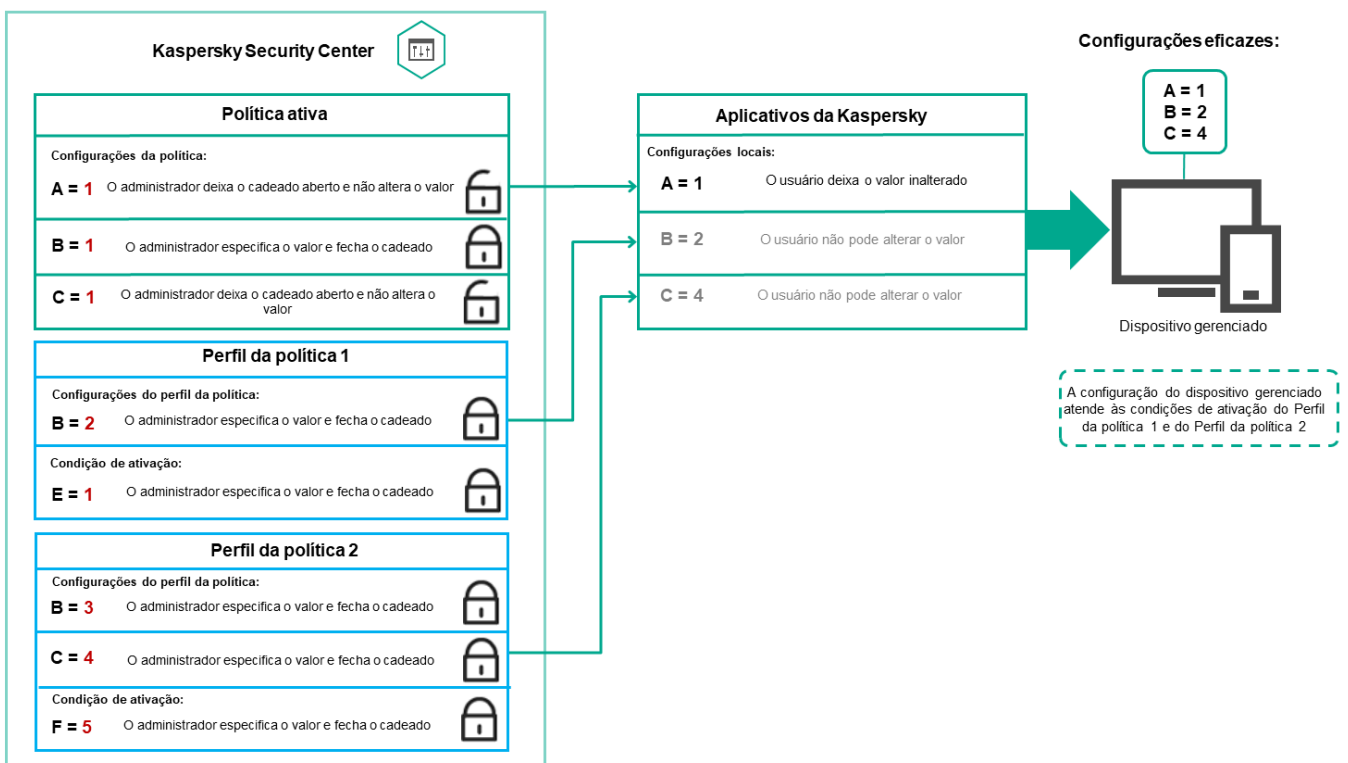 Kaspersky Security Center
Política ativa
Configurações da política:
A = 1 O administrador deixa o cadeado aberto e não altera o valor
B = 1 O administrador especifica o valor e fecha o cadeado
C = 1 O administrador deixa o cadeado aberto e não altera o
valor
Perfil da política 1
Configurações do perfil da política:
B = 2 O administrador especifica o valor e fecha o cadeado
Condição de ativação:
E = 1 O administrador especifica o valor e fecha o cadeado
Perfil da política 2
Configurações do perfil da política:
B = 3 O administrador especifica o valor e fecha o cadeado
C = 4 O administrador especifica o valor e fecha o cadeado
Condição de ativação:
F = 5 O administrador especifica o valor e fecha o cadeado
Aplicativos da Kaspersky
Configurações locais:
A = 1 O usuário deixa o valor inalterado
B = 2 O usuário não pode alterar o valor
C = 4 O usuário não pode alterar o valor
Configurações eficazes:
A = 1
B = 2
C = 4
Dispositivo gerenciado
A configuração do dispositivo gerenciado
atende às condições de ativação do Perfil
da política 1 e do Perfil da política 2